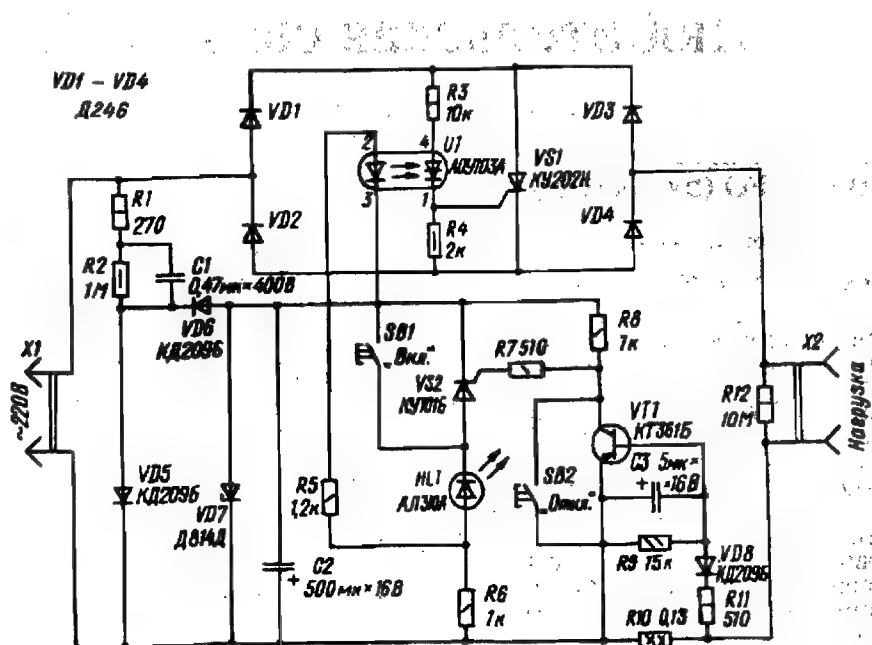 VD1 - VD4
Д246
VD1
R3
10к
VD3
2
4
U1
АОУ103А
VS1
КУ202Н
R1
270
3
1
VD2
R4
2к
VD4
R2
1М
C1
0,47мк×400В
VD6
КД209Б
SB1
„Вкл."
R7 510
R8
1к
X1
~220В
VS2
КУ101Б
VT1
КТ361Б
R12
10М
X2
Нагрузка
C3 5мк×
×16В
+
VD5
КД209Б
R5
1,2к
HL1
АЛ310А
SB2
„Откл."
VD7
Д814Д
R9 75к
VD8
КД209Б
C2
+ 500мк×16В
R6
1к
R11
510
R10 0,13